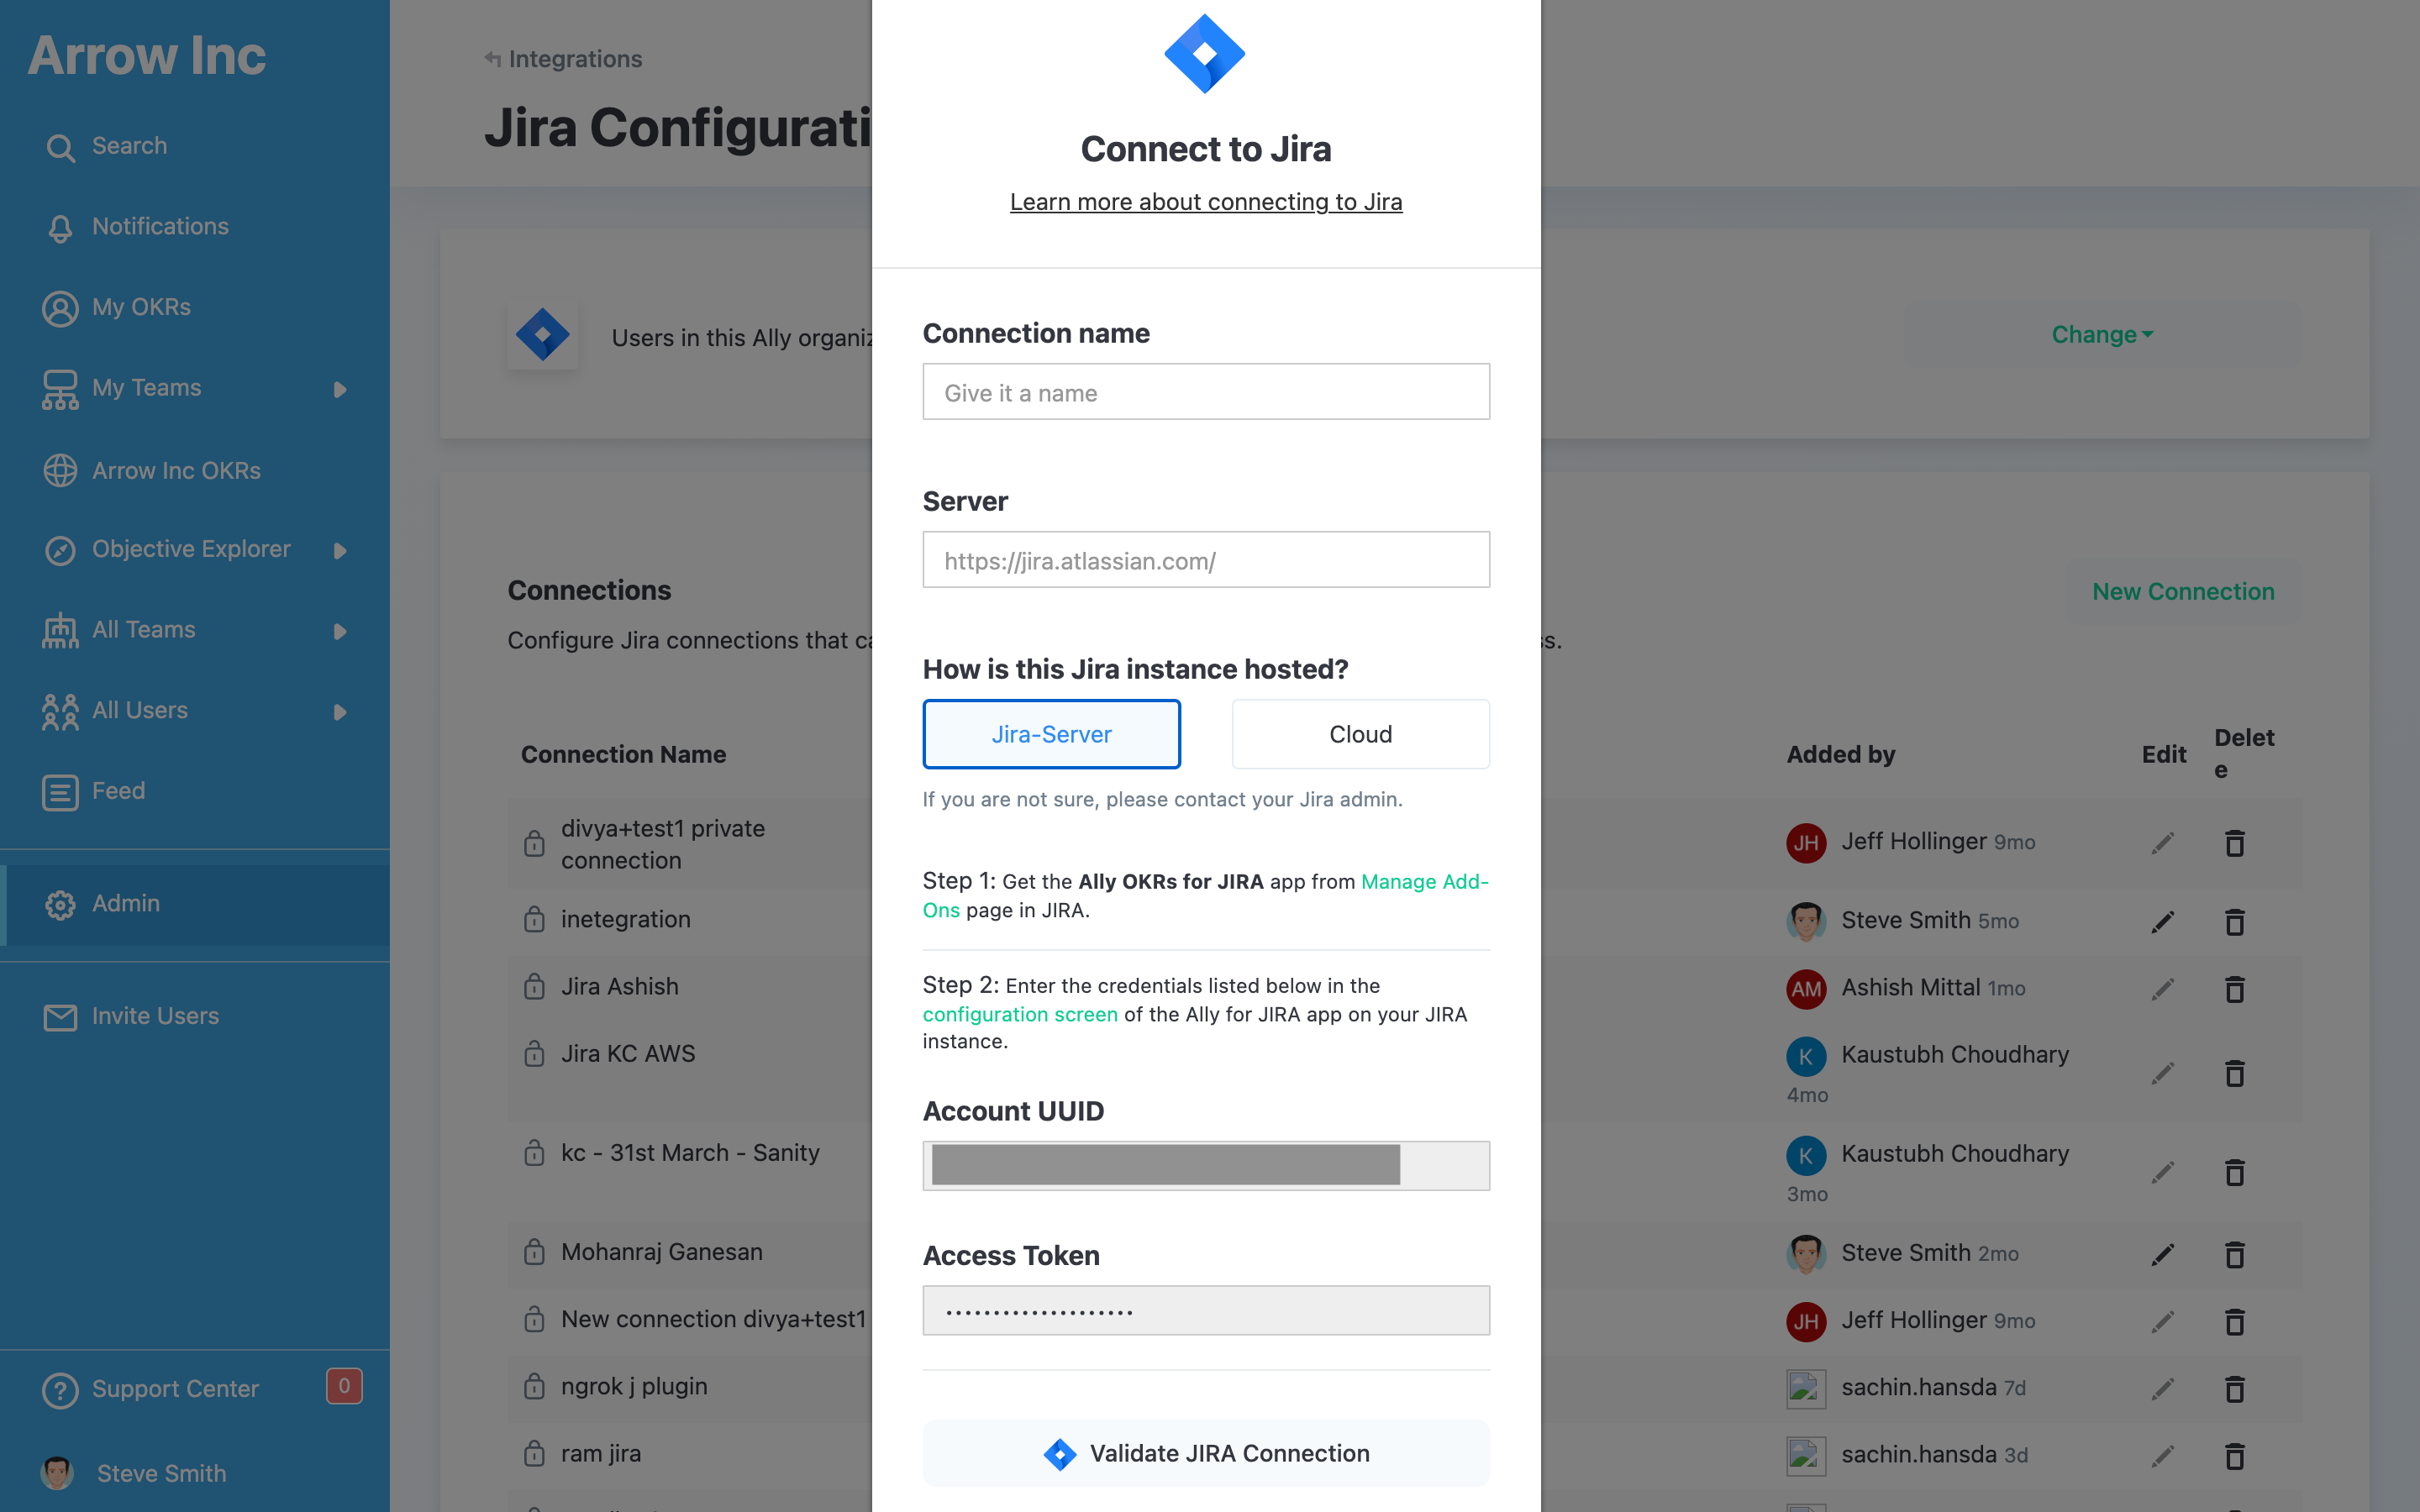 Arrow Inc
Search
Notifications
My OKRs
My Teams
Arrow Inc OKRs
Objective Explorer
All Teams
All Users
Feed
Admin
Invite Users
Support Center
0
Steve Smith
Integrations
Jira Configurati
Users in this Ally organiz
Change
Connections
New Connection
Configure Jira connections that ca
s.
Connection Name
Added by
Edit
Delet
e
divya+test1 private
connection
JH
Jeff Hollinger 9mo
inetegration
Steve Smith 5mo
Jira Ashish
AM
Ashish Mittal 1mo
Jira KC AWS
K
Kaustubh Choudhary
4mo
kc - 31st March - Sanity
K
Kaustubh Choudhary
3mo
Mohanraj Ganesan
Steve Smith 2mo
New connection divya+test1
JH
Jeff Hollinger 9mo
ngrok j plugin
sachin.hansda 7d
ram jira
sachin.hansda 3d
Connect to Jira
Learn more about connecting to Jira
Connection name
Give it a name
Server
https://jira.atlassian.com/
How is this Jira instance hosted?
Jira-Server
Cloud
If you are not sure, please contact your Jira admin.
Step 1: Get the Ally OKRs for JIRA app from Manage Add-
Ons page in JIRA.
Step 2: Enter the credentials listed below in the
configuration screen of the Ally for JIRA app on your JIRA
instance.
Account UUID
Access Token
····················
Validate JIRA Connection